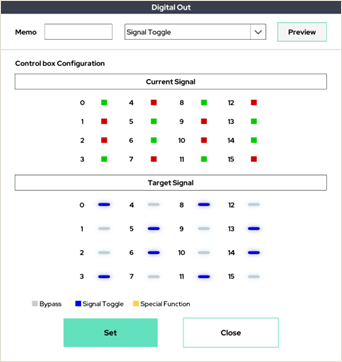 Digital Out
Memo Signal Toggle Preview
Control box Configuration
Current Signal
0 4 8 12
1 5 9 13
2 6 10 14
3 7 11 15
Target Signal
0 4 8 12
1 5 9 13
2 6 10 14
3 7 11 15
Bypass Signal Toggle Special Function
Set Close